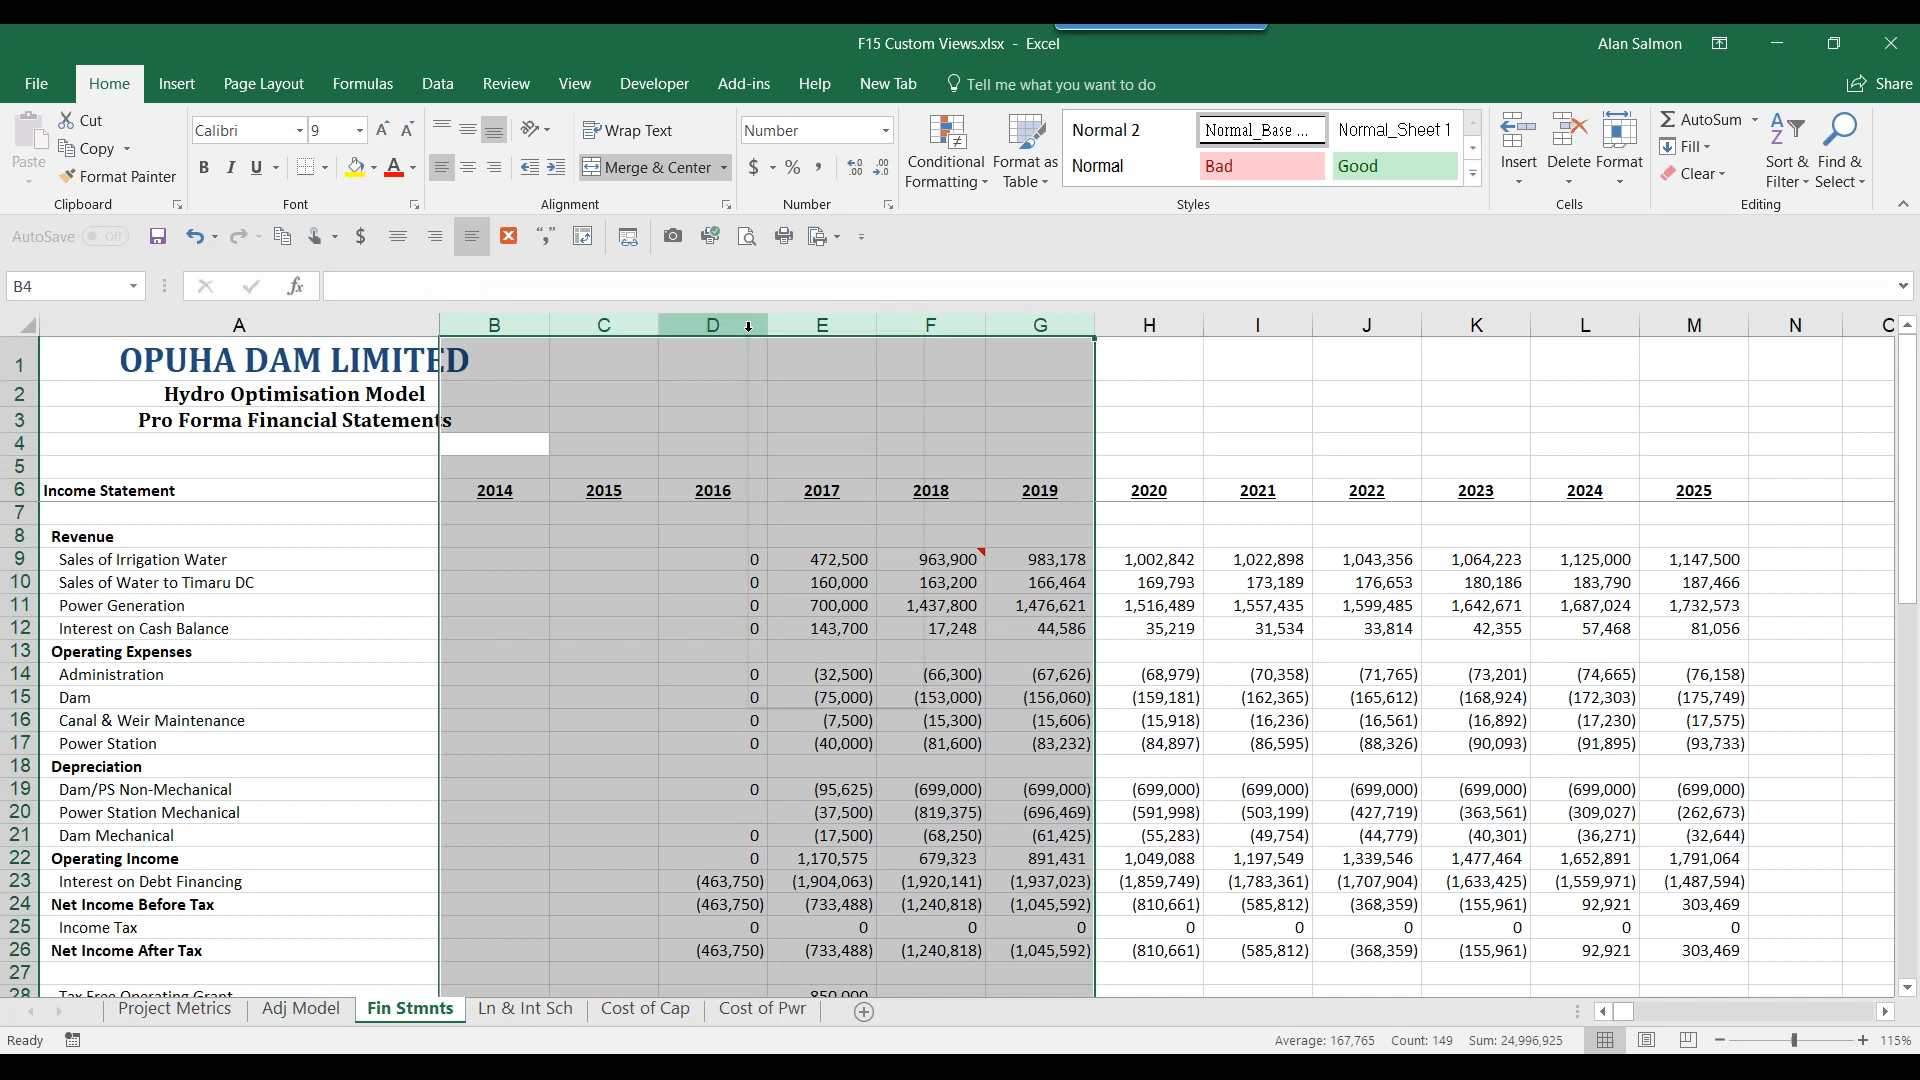 F15 Custom Views.xlsx - Excel
Alan Salmon
File Home Insert Page Layout Formulas Data Review View Developer Add-ins Help New Tab Tell me what you want to do Share
Paste
Cut
Copy
Format Painter
Clipboard
Calibri 9
B I U
Font
Wrap Text
Merge & Center
Alignment
Number
$ % ,
Number
Conditional Formatting
Format as Table
Normal 2 Normal_Base ... Normal_Sheet 1
Normal Bad Good
Styles
Insert Delete Format
Cells
AutoSum
Fill
Clear
Sort & Filter
Find & Select
Editing
AutoSave Off
B4 fx
A B C D E F G H I J K L M N O
1 OPUHA DAM LIMITED
2 Hydro Optimisation Model
3 Pro Forma Financial Statements
4
5
6 Income Statement 2014 2015 2016 2017 2018 2019 2020 2021 2022 2023 2024 2025
7
8 Revenue
9 Sales of Irrigation Water 0 472,500 963,900 983,178 1,002,842 1,022,898 1,043,356 1,064,223 1,125,000 1,147,500
10 Sales of Water to Timaru DC 0 160,000 163,200 166,464 169,793 173,189 176,653 180,186 183,790 187,466
11 Power Generation 0 700,000 1,437,800 1,476,621 1,516,489 1,557,435 1,599,485 1,642,671 1,687,024 1,732,573
12 Interest on Cash Balance 0 143,700 17,248 44,586 35,219 31,534 33,814 42,355 57,468 81,056
13 Operating Expenses
14 Administration 0 (32,500) (66,300) (67,626) (68,979) (70,358) (71,765) (73,201) (74,665) (76,158)
15 Dam 0 (75,000) (153,000) (156,060) (159,181) (162,365) (165,612) (168,924) (172,303) (175,749)
16 Canal & Weir Maintenance 0 (7,500) (15,300) (15,606) (15,918) (16,236) (16,561) (16,892) (17,230) (17,575)
17 Power Station 0 (40,000) (81,600) (83,232) (84,897) (86,595) (88,326) (90,093) (91,895) (93,733)
18 Depreciation
19 Dam/PS Non-Mechanical 0 (95,625) (699,000) (699,000) (699,000) (699,000) (699,000) (699,000) (699,000) (699,000)
20 Power Station Mechanical (37,500) (819,375) (696,469) (591,998) (503,199) (427,719) (363,561) (309,027) (262,673)
21 Dam Mechanical 0 (17,500) (68,250) (61,425) (55,283) (49,754) (44,779) (40,301) (36,271) (32,644)
22 Operating Income 0 1,170,575 679,323 891,431 1,049,088 1,197,549 1,339,546 1,477,464 1,652,891 1,791,064
23 Interest on Debt Financing (463,750) (1,904,063) (1,920,141) (1,937,023) (1,859,749) (1,783,361) (1,707,904) (1,633,425) (1,559,971) (1,487,594)
24 Net Income Before Tax (463,750) (733,488) (1,240,818) (1,045,592) (810,661) (585,812) (368,359) (155,961) 92,921 303,469
25 Income Tax 0 0 0 0 0 0 0 0 0 0
26 Net Income After Tax (463,750) (733,488) (1,240,818) (1,045,592) (810,661) (585,812) (368,359) (155,961) 92,921 303,469
27
28 Tax Free Operating Grant 850,000
Project Metrics Adj Model Fin Stmnts Ln & Int Sch Cost of Cap Cost of Pwr
Ready Average: 167,765 Count: 149 Sum: 24,996,925 115%